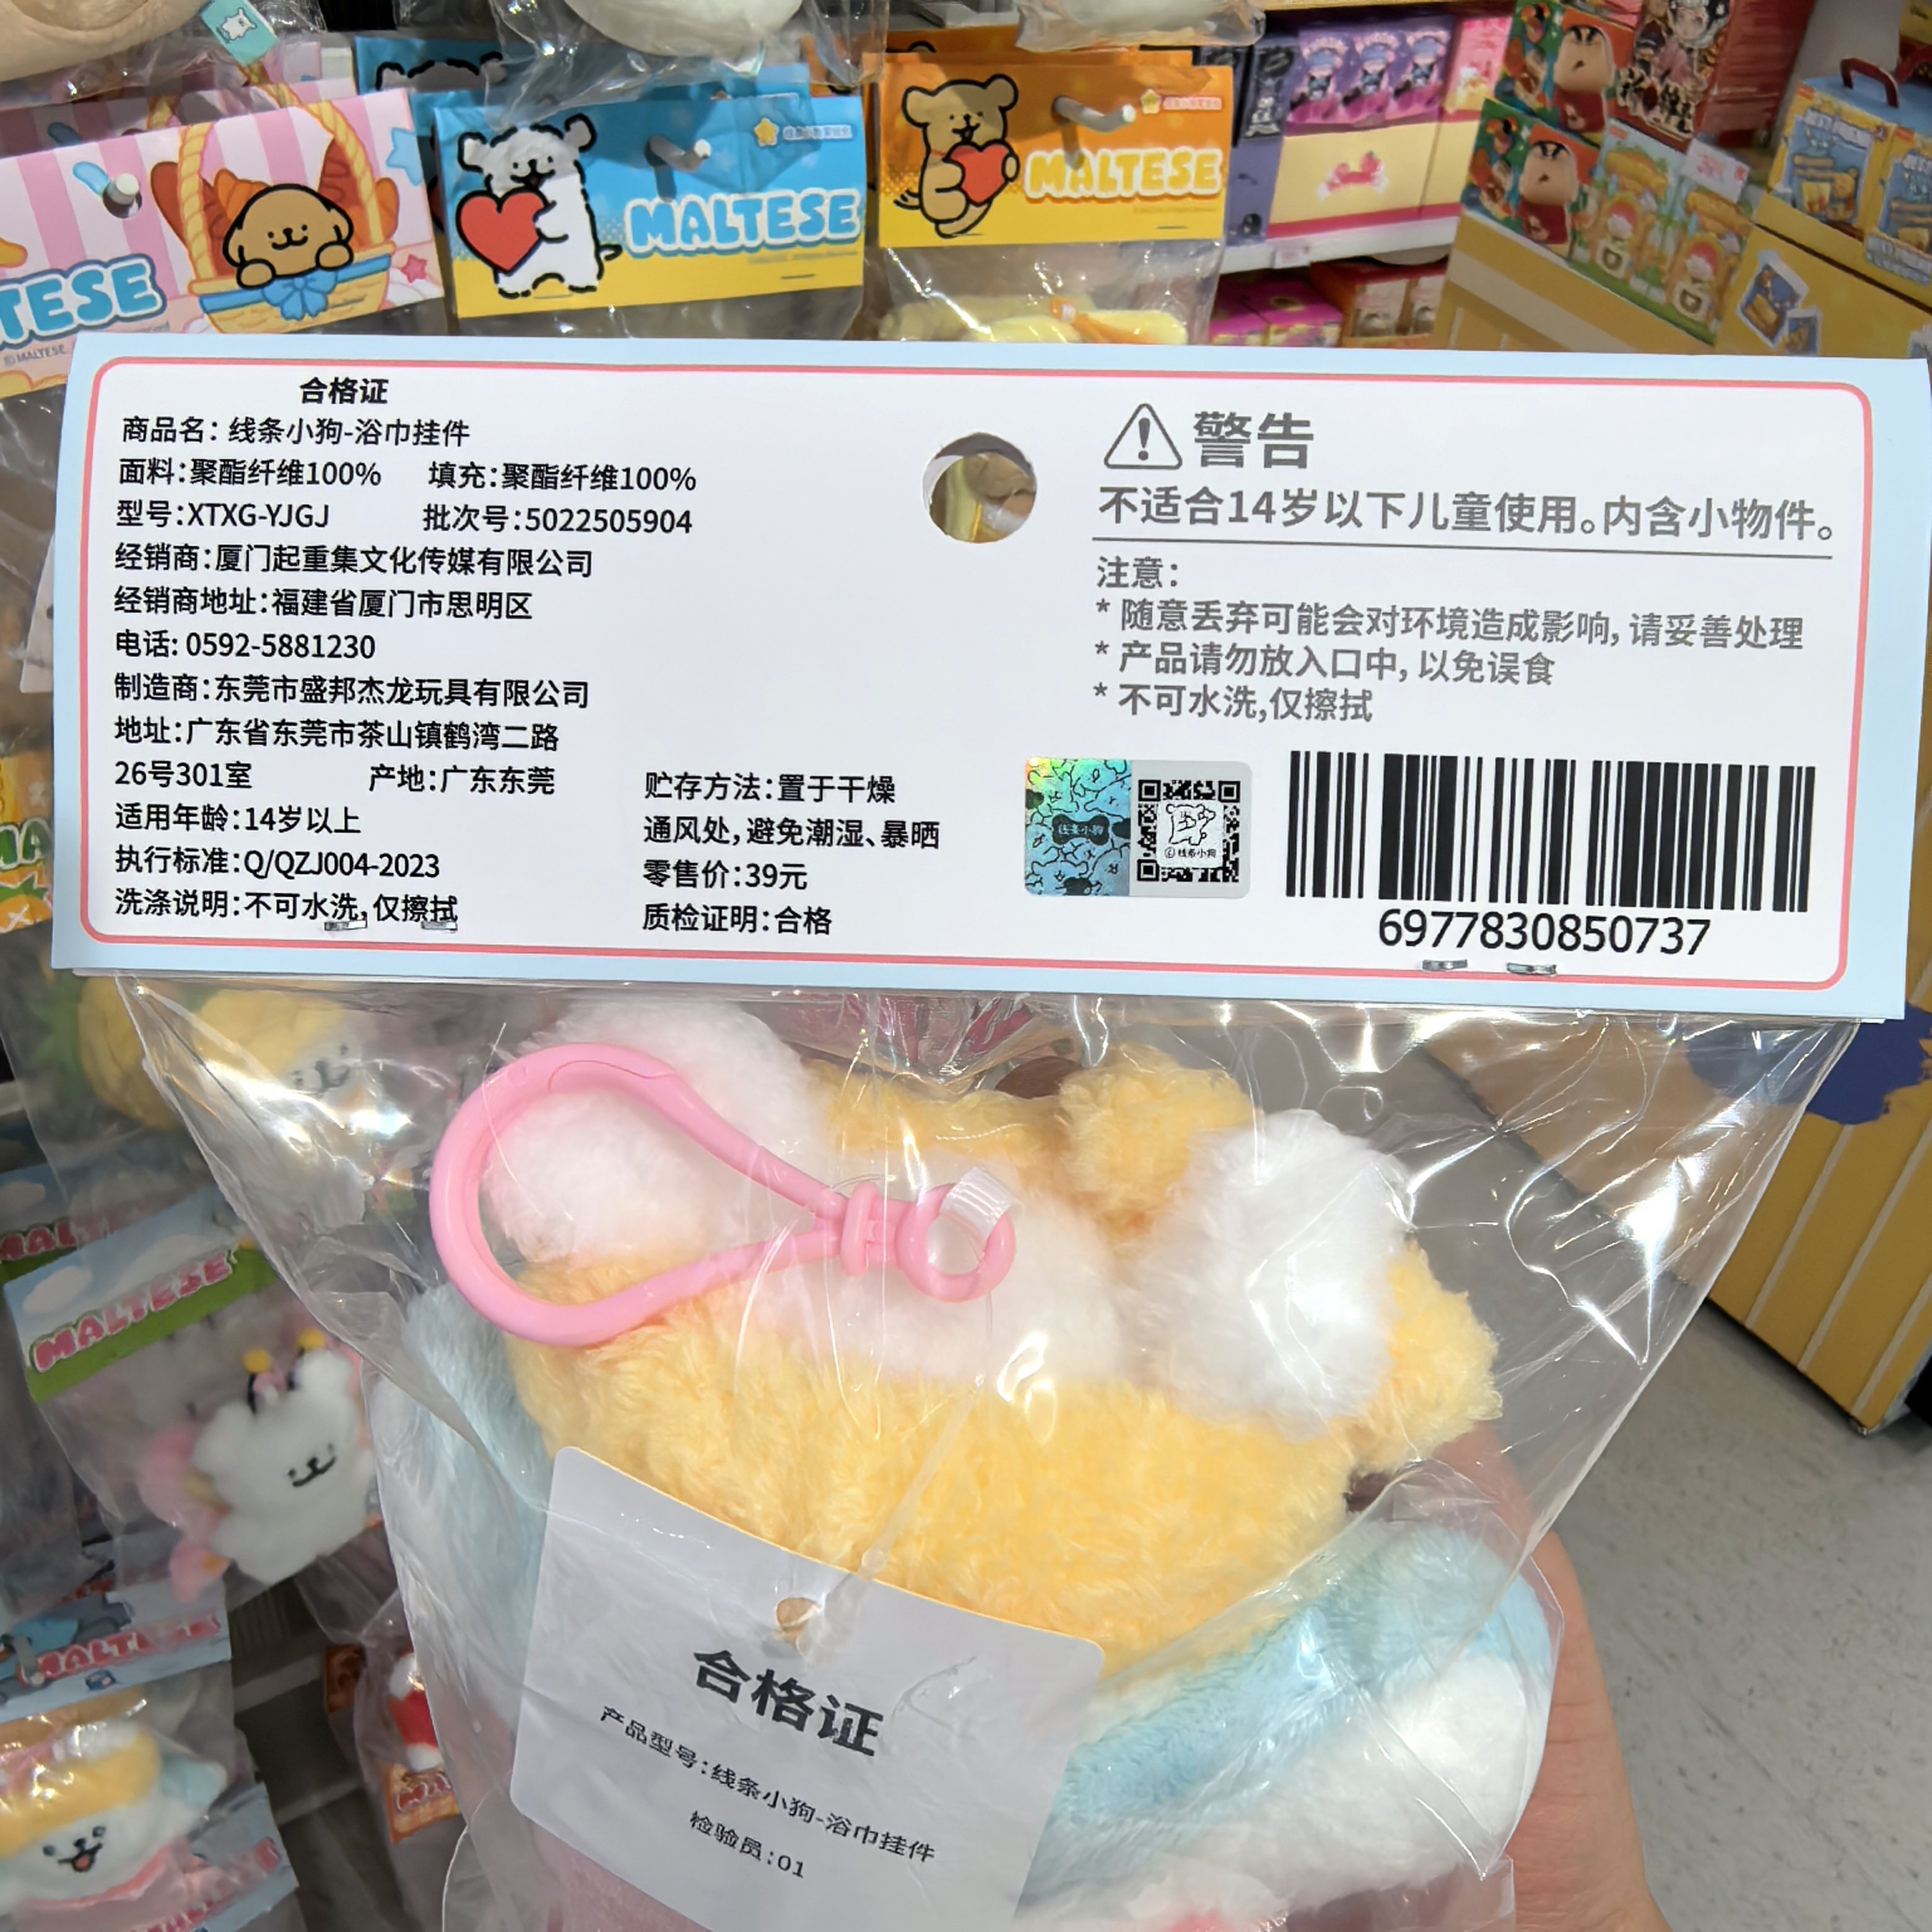 MALTESE
MALTESE
TESE
©MALTESE
合格证
商品名：线条小狗-浴巾挂件
面料：聚酯纤维100% 填充：聚酯纤维100%
型号：XTXG-YJGJ 批次号：5022505904
经销商：厦门起重集文化传媒有限公司
经销商地址：福建省厦门市思明区
电话: 0592-5881230
制造商：东莞市盛邦杰龙玩具有限公司
地址：广东省东莞市茶山镇鹤湾二路
26号301室 产地：广东东莞
适用年龄：14岁以上
执行标准：Q/QZJ004-2023
洗涤说明：不可水洗，仅擦拭
贮存方法：置于干燥
通风处，避免潮湿、暴晒
零售价：39元
质检证明：合格
警告
不适合14岁以下儿童使用。内含小物件。
注意：
* 随意丢弃可能会对环境造成影响，请妥善处理
* 产品请勿放入口中，以免误食
* 不可水洗,仅擦拭
线条小狗
©线条小狗
6977830850737
MALTESE
合格证
产品型号：线条小狗-浴巾挂件
检验员：01